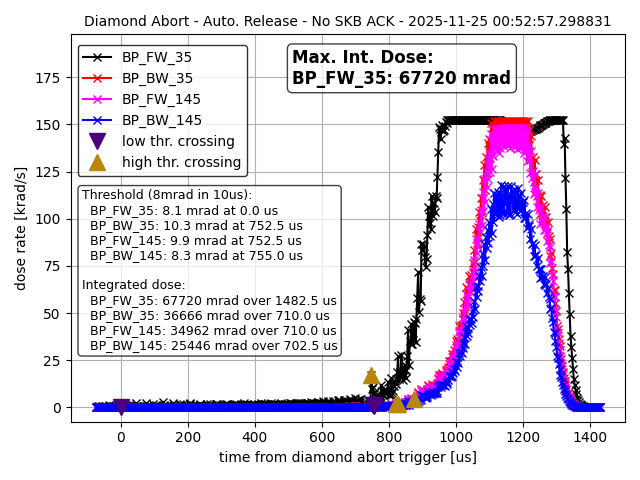 Diamond Abort - Auto. Release - No SKB ACK - 2025-11-25 00:52:57.298831
BP_FW_35
BP_BW_35
BP_FW_145
BP_BW_145
low thr. crossing
high thr. crossing
Max. Int. Dose:
BP_FW_35: 67720 mrad
Threshold (8mrad in 10us):
BP_FW_35: 8.1 mrad at 0.0 us
BP_BW_35: 10.3 mrad at 752.5 us
BP_FW_145: 9.9 mrad at 752.5 us
BP_BW_145: 8.3 mrad at 755.0 us
Integrated dose:
BP_FW_35: 67720 mrad over 1482.5 us
BP_BW_35: 36666 mrad over 710.0 us
BP_FW_145: 34962 mrad over 710.0 us
BP_BW_145: 25446 mrad over 702.5 us
dose rate [krad/s]
175
150
125
100
75
50
25
0
0 200 400 600 800 1000 1200 1400
time from diamond abort trigger [us]